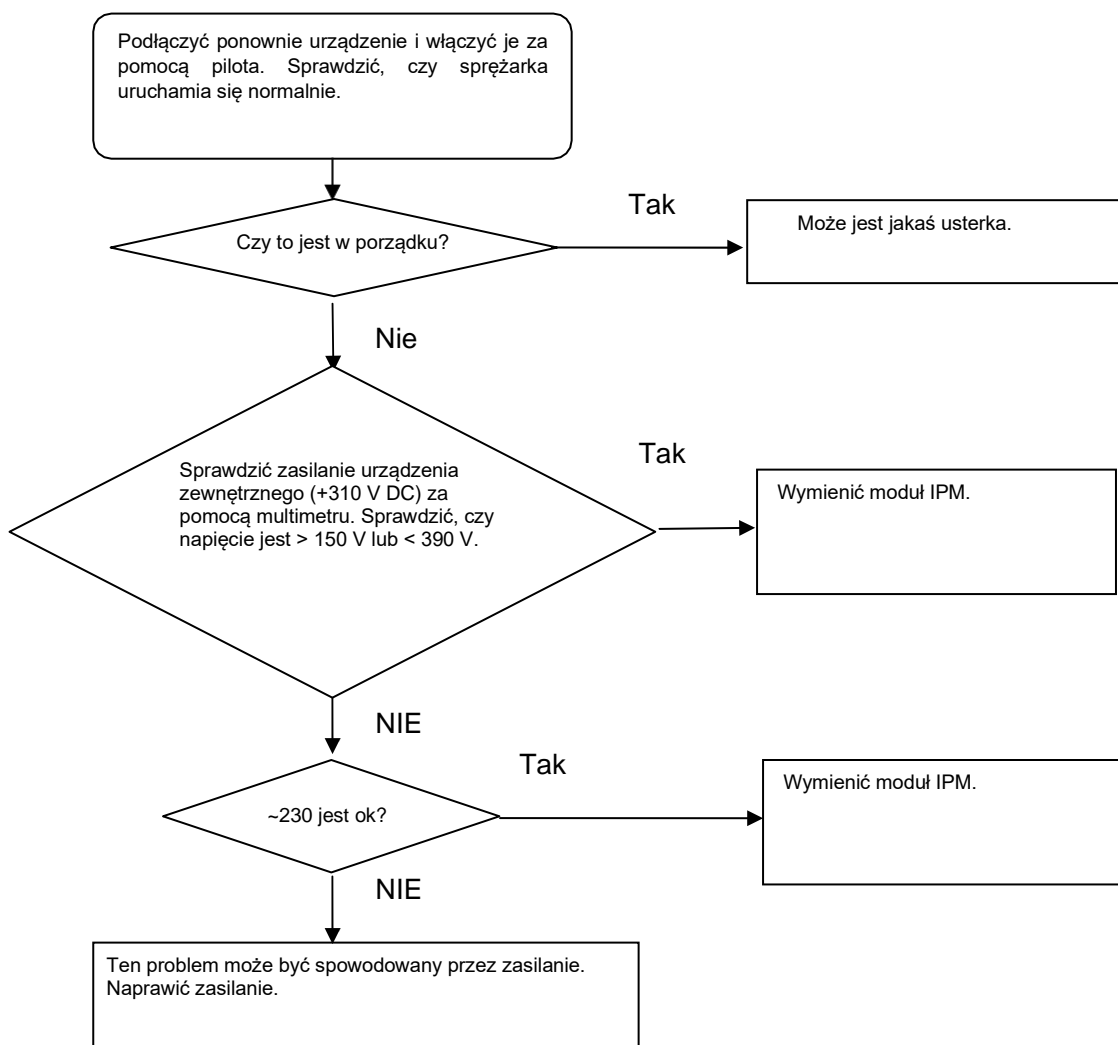 Podłączyć ponownie urządzenie i włączyć je za
pomocą pilota. Sprawdzić, czy sprężarka
uruchamia się normalnie.
Tak
Czy to jest w porządku?
Może jest jakaś usterka.
Nie
Tak
Sprawdzić zasilanie urządzenia
zewnętrznego (+310 V DC) za
pomocą multimetru. Sprawdzić, czy
napięcie jest > 150 V lub < 390 V.
Wymienić moduł IPM.
NIE
Tak
~230 jest ok?
Wymienić moduł IPM.
NIE
Ten problem może być spowodowany przez zasilanie.
Naprawić zasilanie.